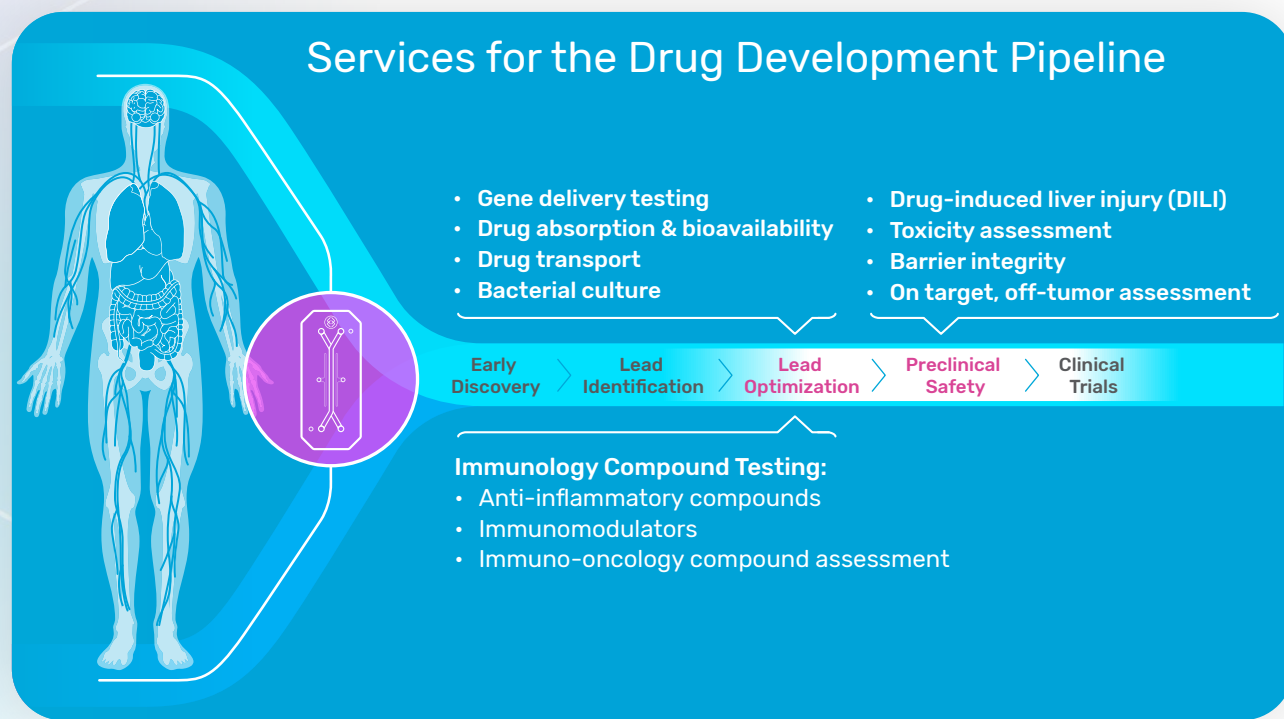 Services for the Drug Development Pipeline
• Gene delivery testing
• Drug absorption & bioavailability
• Drug transport
• Bacterial culture
• Drug-induced liver injury (DILI)
• Toxicity assessment
• Barrier integrity
• On target, off-tumor assessment
Early
Discovery
Lead
Identification
Lead
Optimization
Preclinical
Safety
Clinical
Trials
Immunology Compound Testing:
• Anti-inflammatory compounds
• Immunomodulators
• Immuno-oncology compound assessment